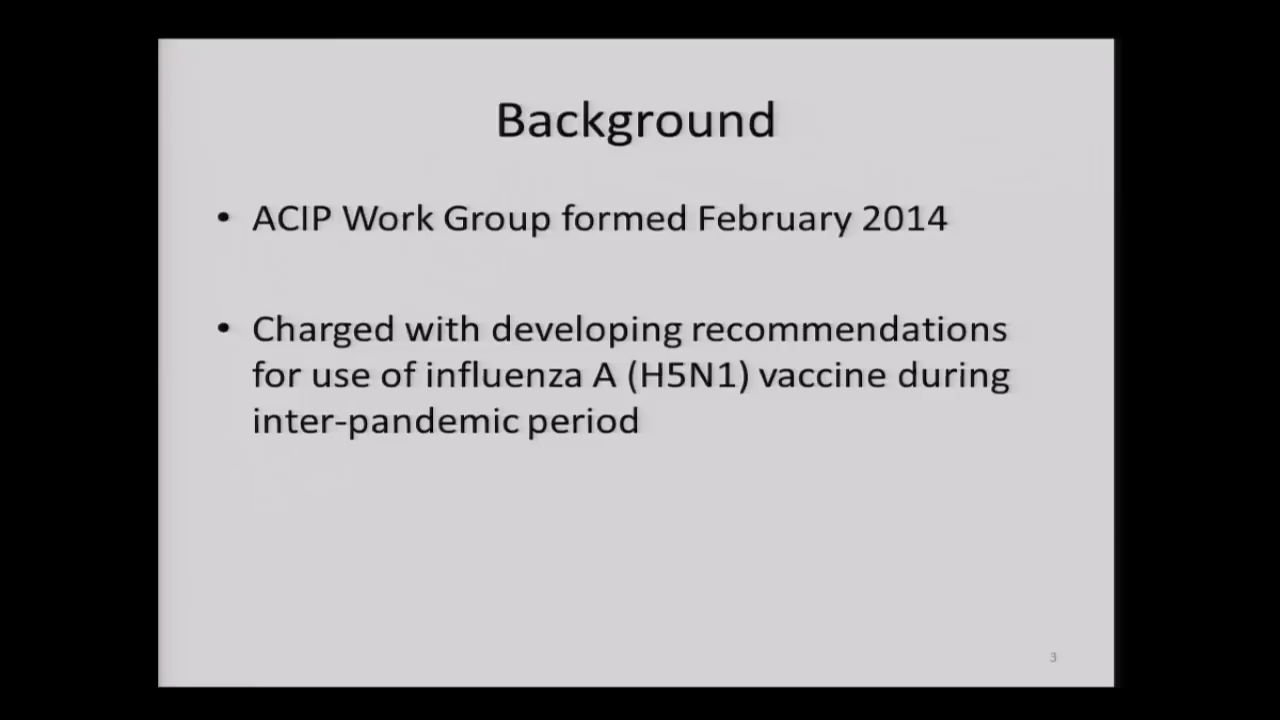 Background
• ACIP Work Group formed February 2014
• Charged with developing recommendations
for use of influenza A (H5N1) vaccine during
inter-pandemic period
3